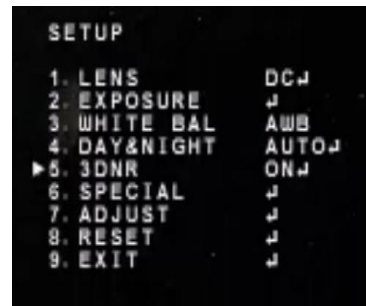 SETUP
1. LENS DC↲
2. EXPOSURE ↲
3. WHITE BAL AWB
4. DAY&NIGHT AUTO↲
▶5. 3DNR ON↲
6. SPECIAL ↲
7. ADJUST ↲
8. RESET ↲
9. EXIT ↲